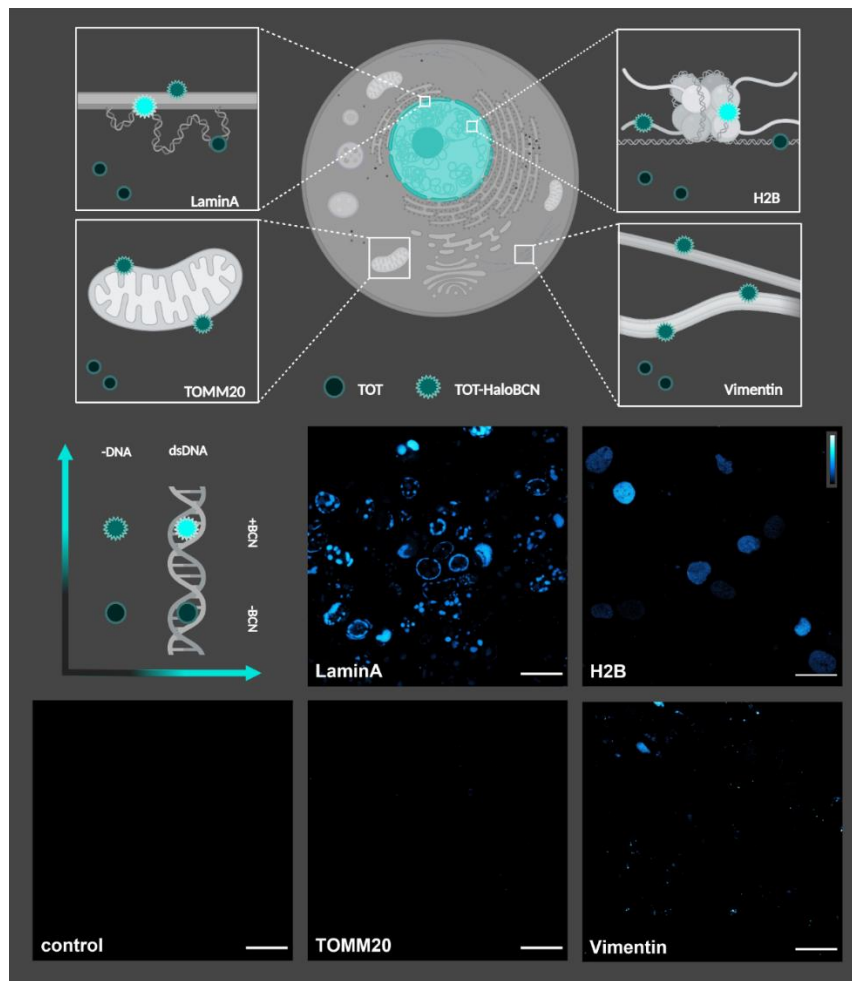 LaminA
H2B
TOMM20
Vimentin
TOT
TOT-HaloBCN
-DNA
dsDNA
+BCN
-BCN
LaminA
H2B
control
TOMM20
Vimentin